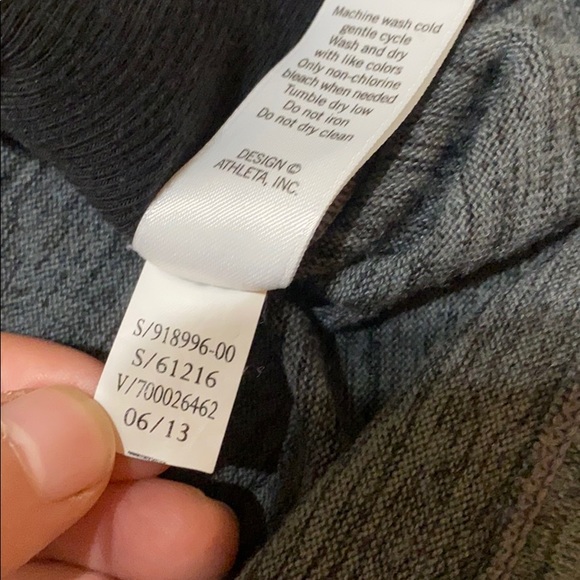 Machine wash cold
gentle cycle
Wash and dry
with like colors
Only non-chlorine
bleach when needed
Tumble dry low
Do not iron
Do not dry clean
DESIGN ©
ATHLETA, INC.
S/918996-00
S/61216
V/700026462
06/13